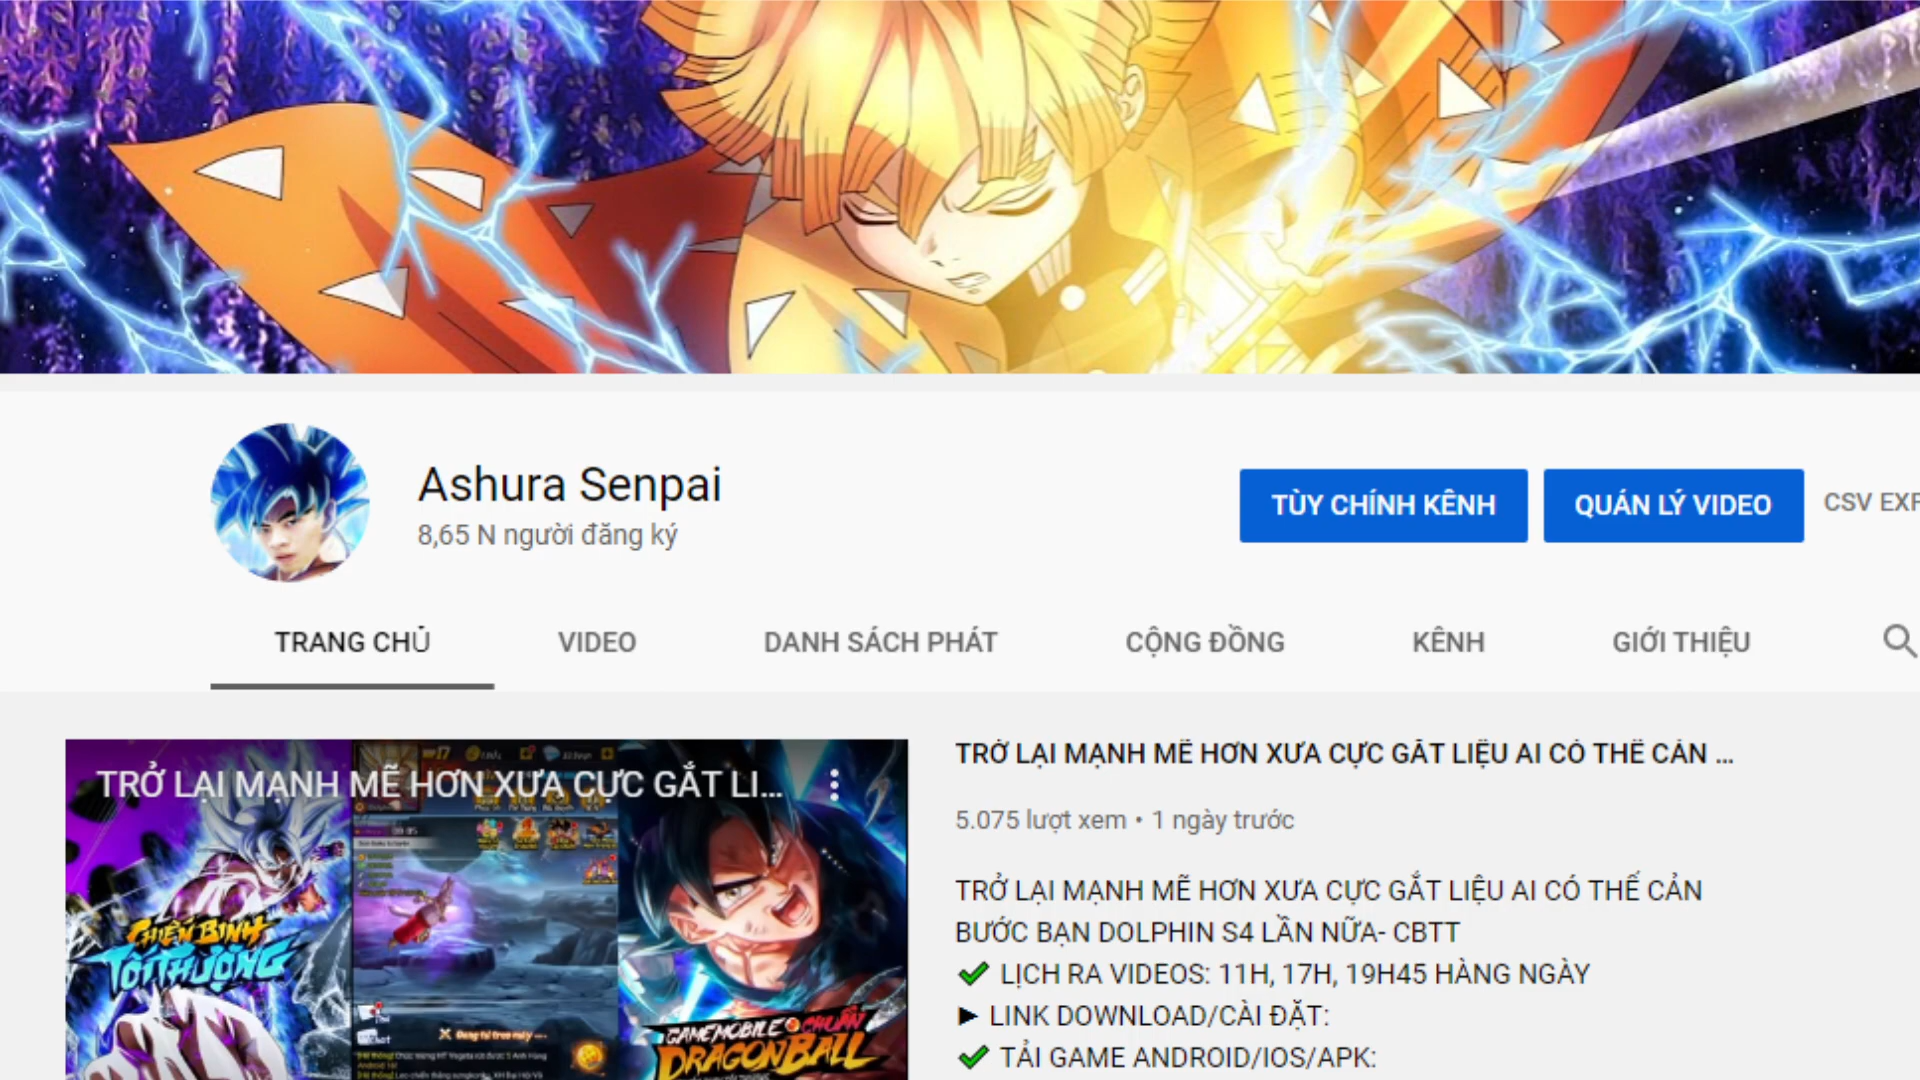 Ashura Senpai
8,65 N người đăng ký
TÙY CHỈNH KÊNH
QUẢN LÝ VIDEO
CSV EXP
TRANG CHỦ
VIDEO
DANH SÁCH PHÁT
CỘNG ĐỒNG
KÊNH
GIỚI THIỆU
TRỞ LẠI MẠNH MẼ HƠN XƯA CỰC GẮT LI...
CHIẾN BINH
TỐI THƯỢNG
GAME MOBILE CHUẨN
DRAGON BALL
TRỞ LẠI MẠNH MẼ HƠN XƯA CỰC GẮT LIỆU AI CÓ THỂ CẢN ...
5.075 lượt xem • 1 ngày trước
TRỞ LẠI MẠNH MẼ HƠN XƯA CỰC GẮT LIỆU AI CÓ THỂ CẢN
BƯỚC BẠN DOLPHIN S4 LẦN NỮA- CBTT
✔ LỊCH RA VIDEOS: 11H, 17H, 19H45 HÀNG NGÀY
► LINK DOWNLOAD/CÀI ĐẶT:
✔ TẢI GAME ANDROID/IOS/APK: